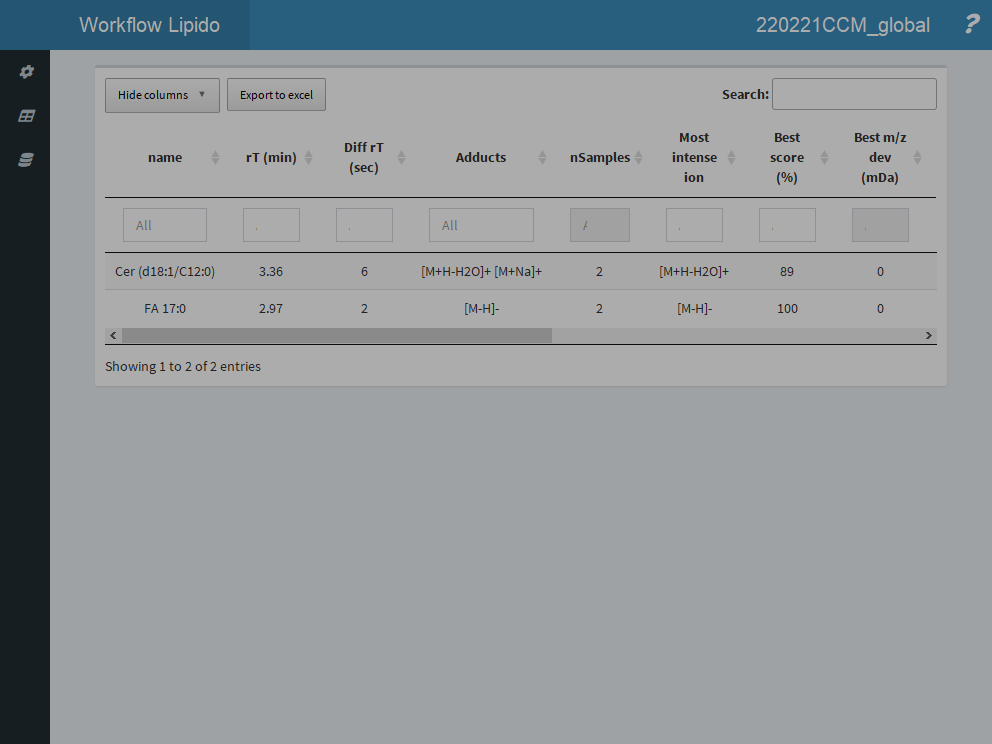 Workflow Lipido 220221CCM_global ?
Hide columns ▼ Export to excel Search:
name rT (min) Diff rT (sec) Adducts nSamples Most intense ion Best score (%) Best m/z dev (mDa)
All . . All A . . .
Cer (d18:1/C12:0) 3.36 6 [M+H-H2O]+ [M+Na]+ 2 [M+H-H2O]+ 89 0
FA 17:0 2.97 2 [M-H]- 2 [M-H]- 100 0
Showing 1 to 2 of 2 entries